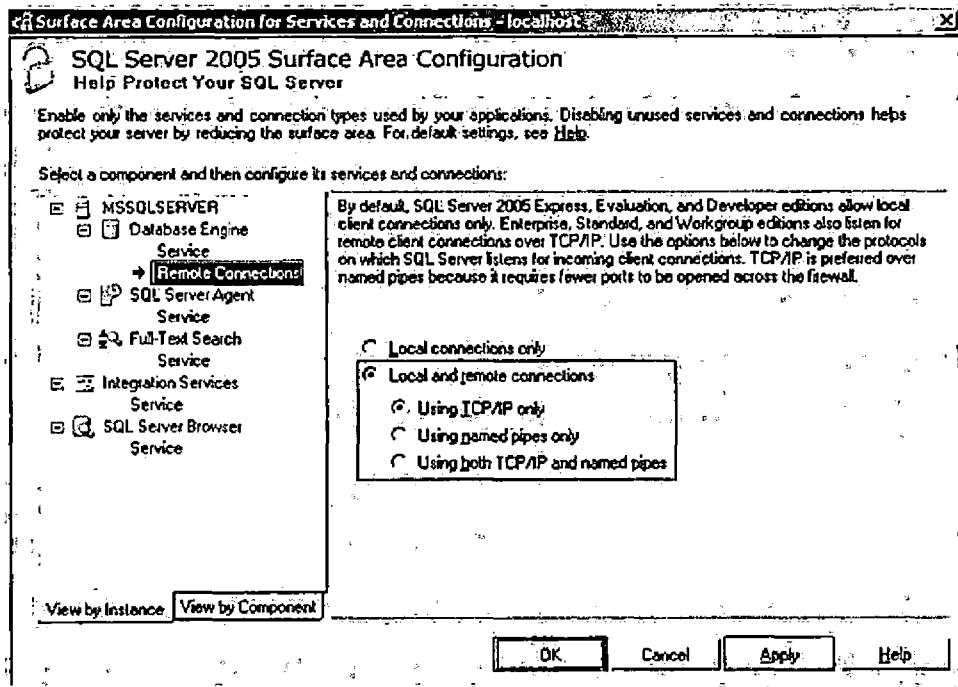 Surface Area Configuration for Services and Connections - localhost
SQL Server 2005 Surface Area Configuration
Help Protect Your SQL Server
Enable only the services and connection types used by your applications. Disabling unused services and connections helps
protect your server by reducing the surface area. For default settings, see Help.
Select a component and then configure its services and connections:
MSSQLSERVER
Database Engine
Service
Remote Connections
SQL Server Agent
Service
Full-Text Search
Service
Integration Services
Service
SQL Server Browser
Service
View by Instance
View by Component
By default, SQL Server 2005 Express, Evaluation, and Developer editions allow local
client connections only. Enterprise, Standard, and Workgroup editions also listen for
remote client connections over TCP/IP. Use the options below to change the protocols
on which SQL Server listens for incoming client connections. TCP/IP is preferred over
named pipes because it requires fewer ports to be opened across the firewall.
Local connections only
Local and remote connections
Using TCP/IP only
Using named pipes only
Using both TCP/IP and named pipes
OK
Cancel
Apply
Help